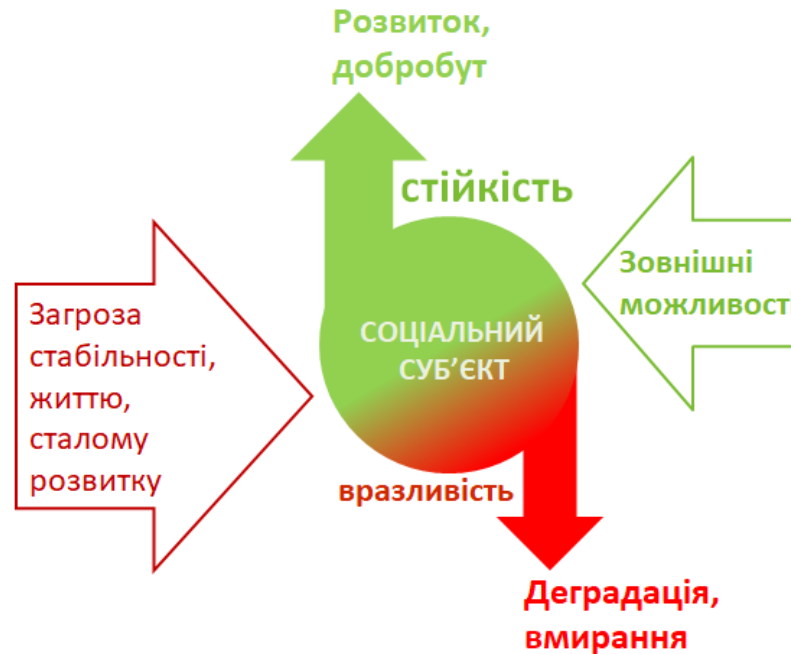 Розвиток,
добробут
стійкість
Зовнішні
можливост
Загроза
стабільності,
життю,
сталому
розвитку
СОЦІАЛЬНИЙ
СУБ’ЄКТ
вразливість
Деградація,
вмирання